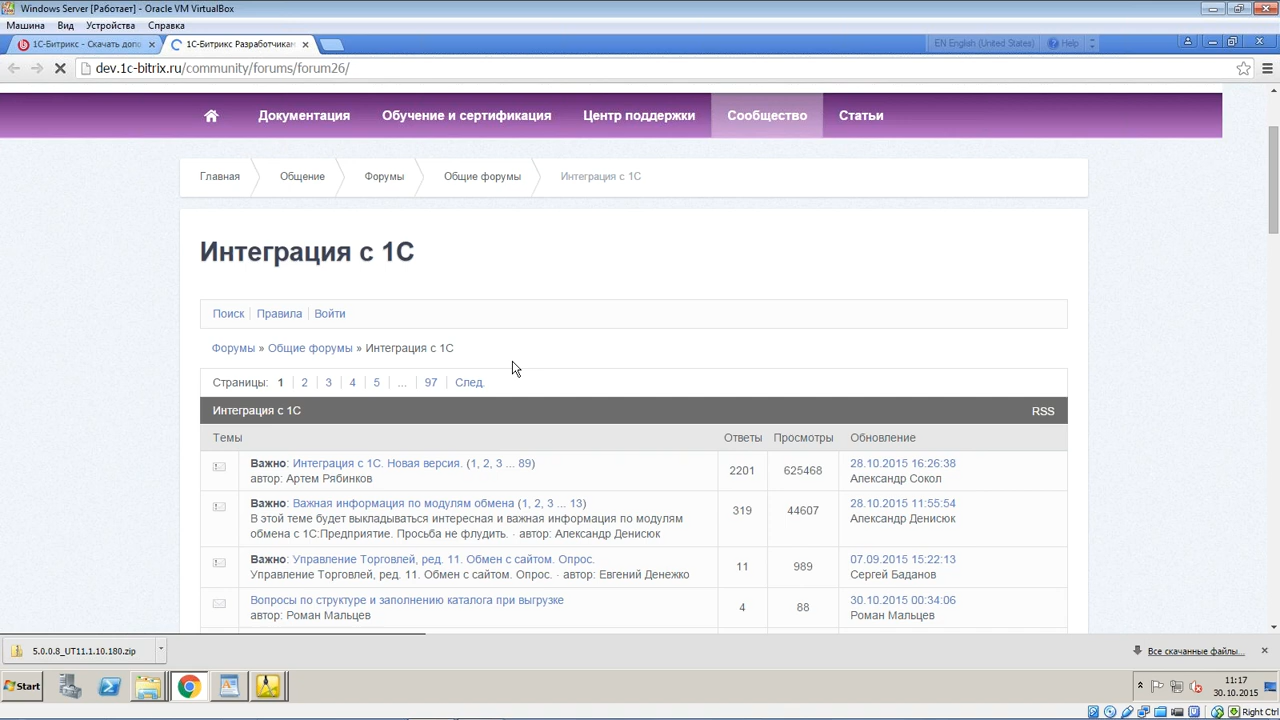 Windows Server [Работает] - Oracle VM VirtualBox
Машина Вид Устройства Справка
1С-Битрикс - Скачать допо
1С-Битрикс Разработчикам
EN English (United States) Help
dev.1c-bitrix.ru/community/forums/forum26/
Документация Обучение и сертификация Центр поддержки Сообщество Статьи
Главная Общение Форумы Общие форумы Интеграция с 1С
Интеграция с 1С
Поиск Правила Войти
Форумы » Общие форумы » Интеграция с 1С
Страницы: 1 2 3 4 5 ... 97 След.
Интеграция с 1С RSS
Темы Ответы Просмотры Обновление
Важно: Интеграция с 1С. Новая версия. (1, 2, 3 ... 89) 2201 625468 28.10.2015 16:26:38
автор: Артем Рябинков Александр Сокол
Важно: Важная информация по модулям обмена (1, 2, 3 ... 13) 319 44607 28.10.2015 11:55:54
В этой теме будет выкладываться интересная и важная информация по модулям Александр Денисюк
обмена с 1С:Предприятие. Просьба не флудить. · автор: Александр Денисюк
Важно: Управление Торговлей, ред. 11. Обмен с сайтом. Опрос. 11 989 07.09.2015 15:22:13
Управление Торговлей, ред. 11. Обмен с сайтом. Опрос. · автор: Евгений Денежко Сергей Баданов
Вопросы по структуре и заполнению каталога при выгрузке 4 88 30.10.2015 00:34:06
автор: Роман Мальцев Роман Мальцев
5.0.0.8_UT11.1.10.180.zip Все скачанные файлы...
Start 11:17
30.10.2015
Right Ctrl